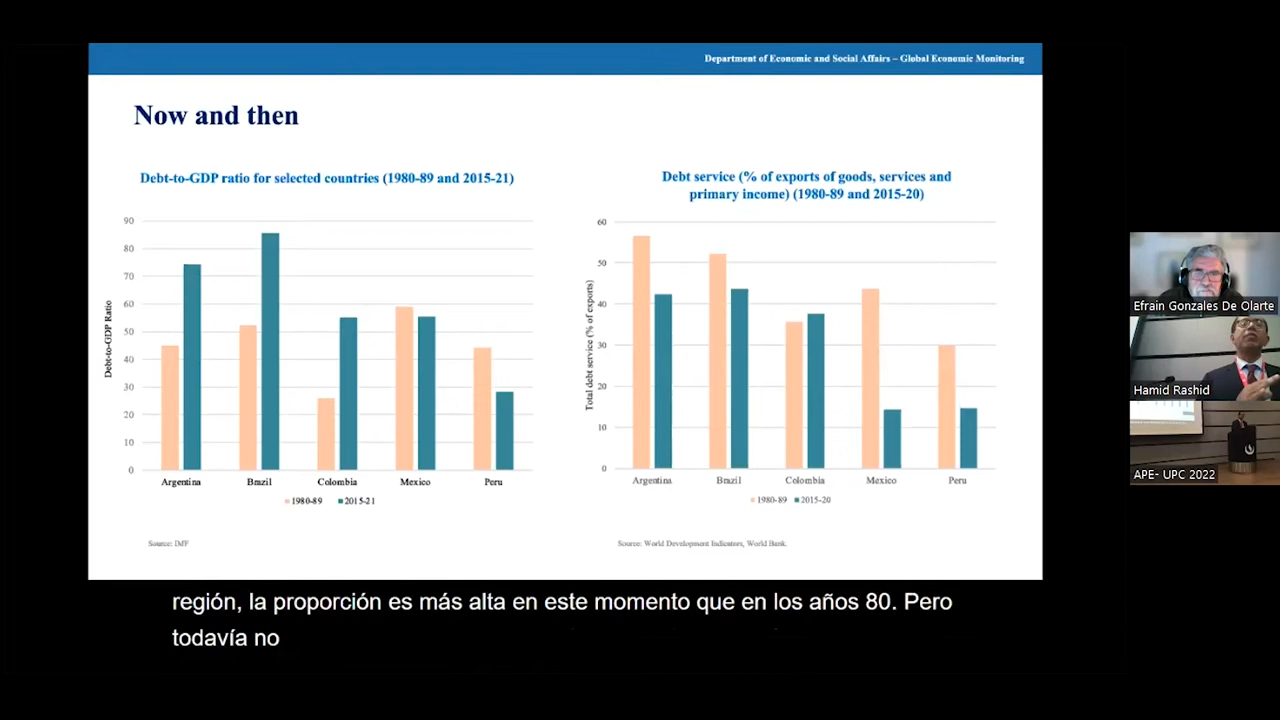 Department of Economic and Social Affairs – Global Economic Monitoring
Now and then
Debt-to-GDP ratio for selected countries (1980-89 and 2015-21)
90
80
70
60
50
40
30
20
10
0
Debt-to-GDP Ratio
Argentina
Brazil
Colombia
Mexico
Peru
1980-89
2015-21
Source: IMF
Debt service (% of exports of goods, services and
primary income) (1980-89 and 2015-20)
60
50
40
30
20
10
0
Total debt service (% of exports)
Argentina
Brazil
Colombia
Mexico
Peru
1980-89
2015-20
Source: World Development Indicators, World Bank.
Efrain Gonzales De Olarte
Hamid Rashid
APE- UPC 2022
región, la proporción es más alta en este momento que en los años 80. Pero
todavía no